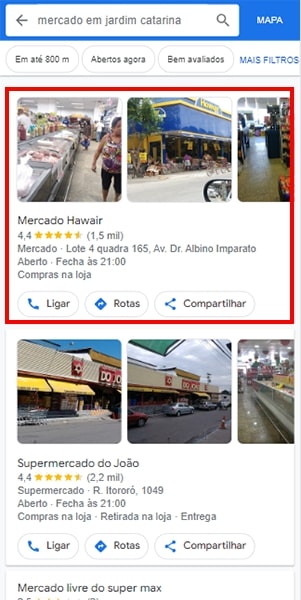 mercado em jardim catarina
MAPA
Em até 800 m
Abertos agora
Bem avaliados
MAIS FILTROS
Hawair
Mercado Hawair
4,4 (1,5 mil)
Mercado · Lote 4 quadra 165, Av. Dr. Albino Imparato
Aberto · Fecha às 21:00
Compras na loja
Ligar
Rotas
Compartilhar
DO JOÃO
Supermercado do João
4,4 (2,2 mil)
Supermercado · R. Itororó, 1049
Aberto · Fecha às 21:00
Compras na loja · Retirada na loja · Entrega
Ligar
Rotas
Compartilhar
Mercado livre do super max